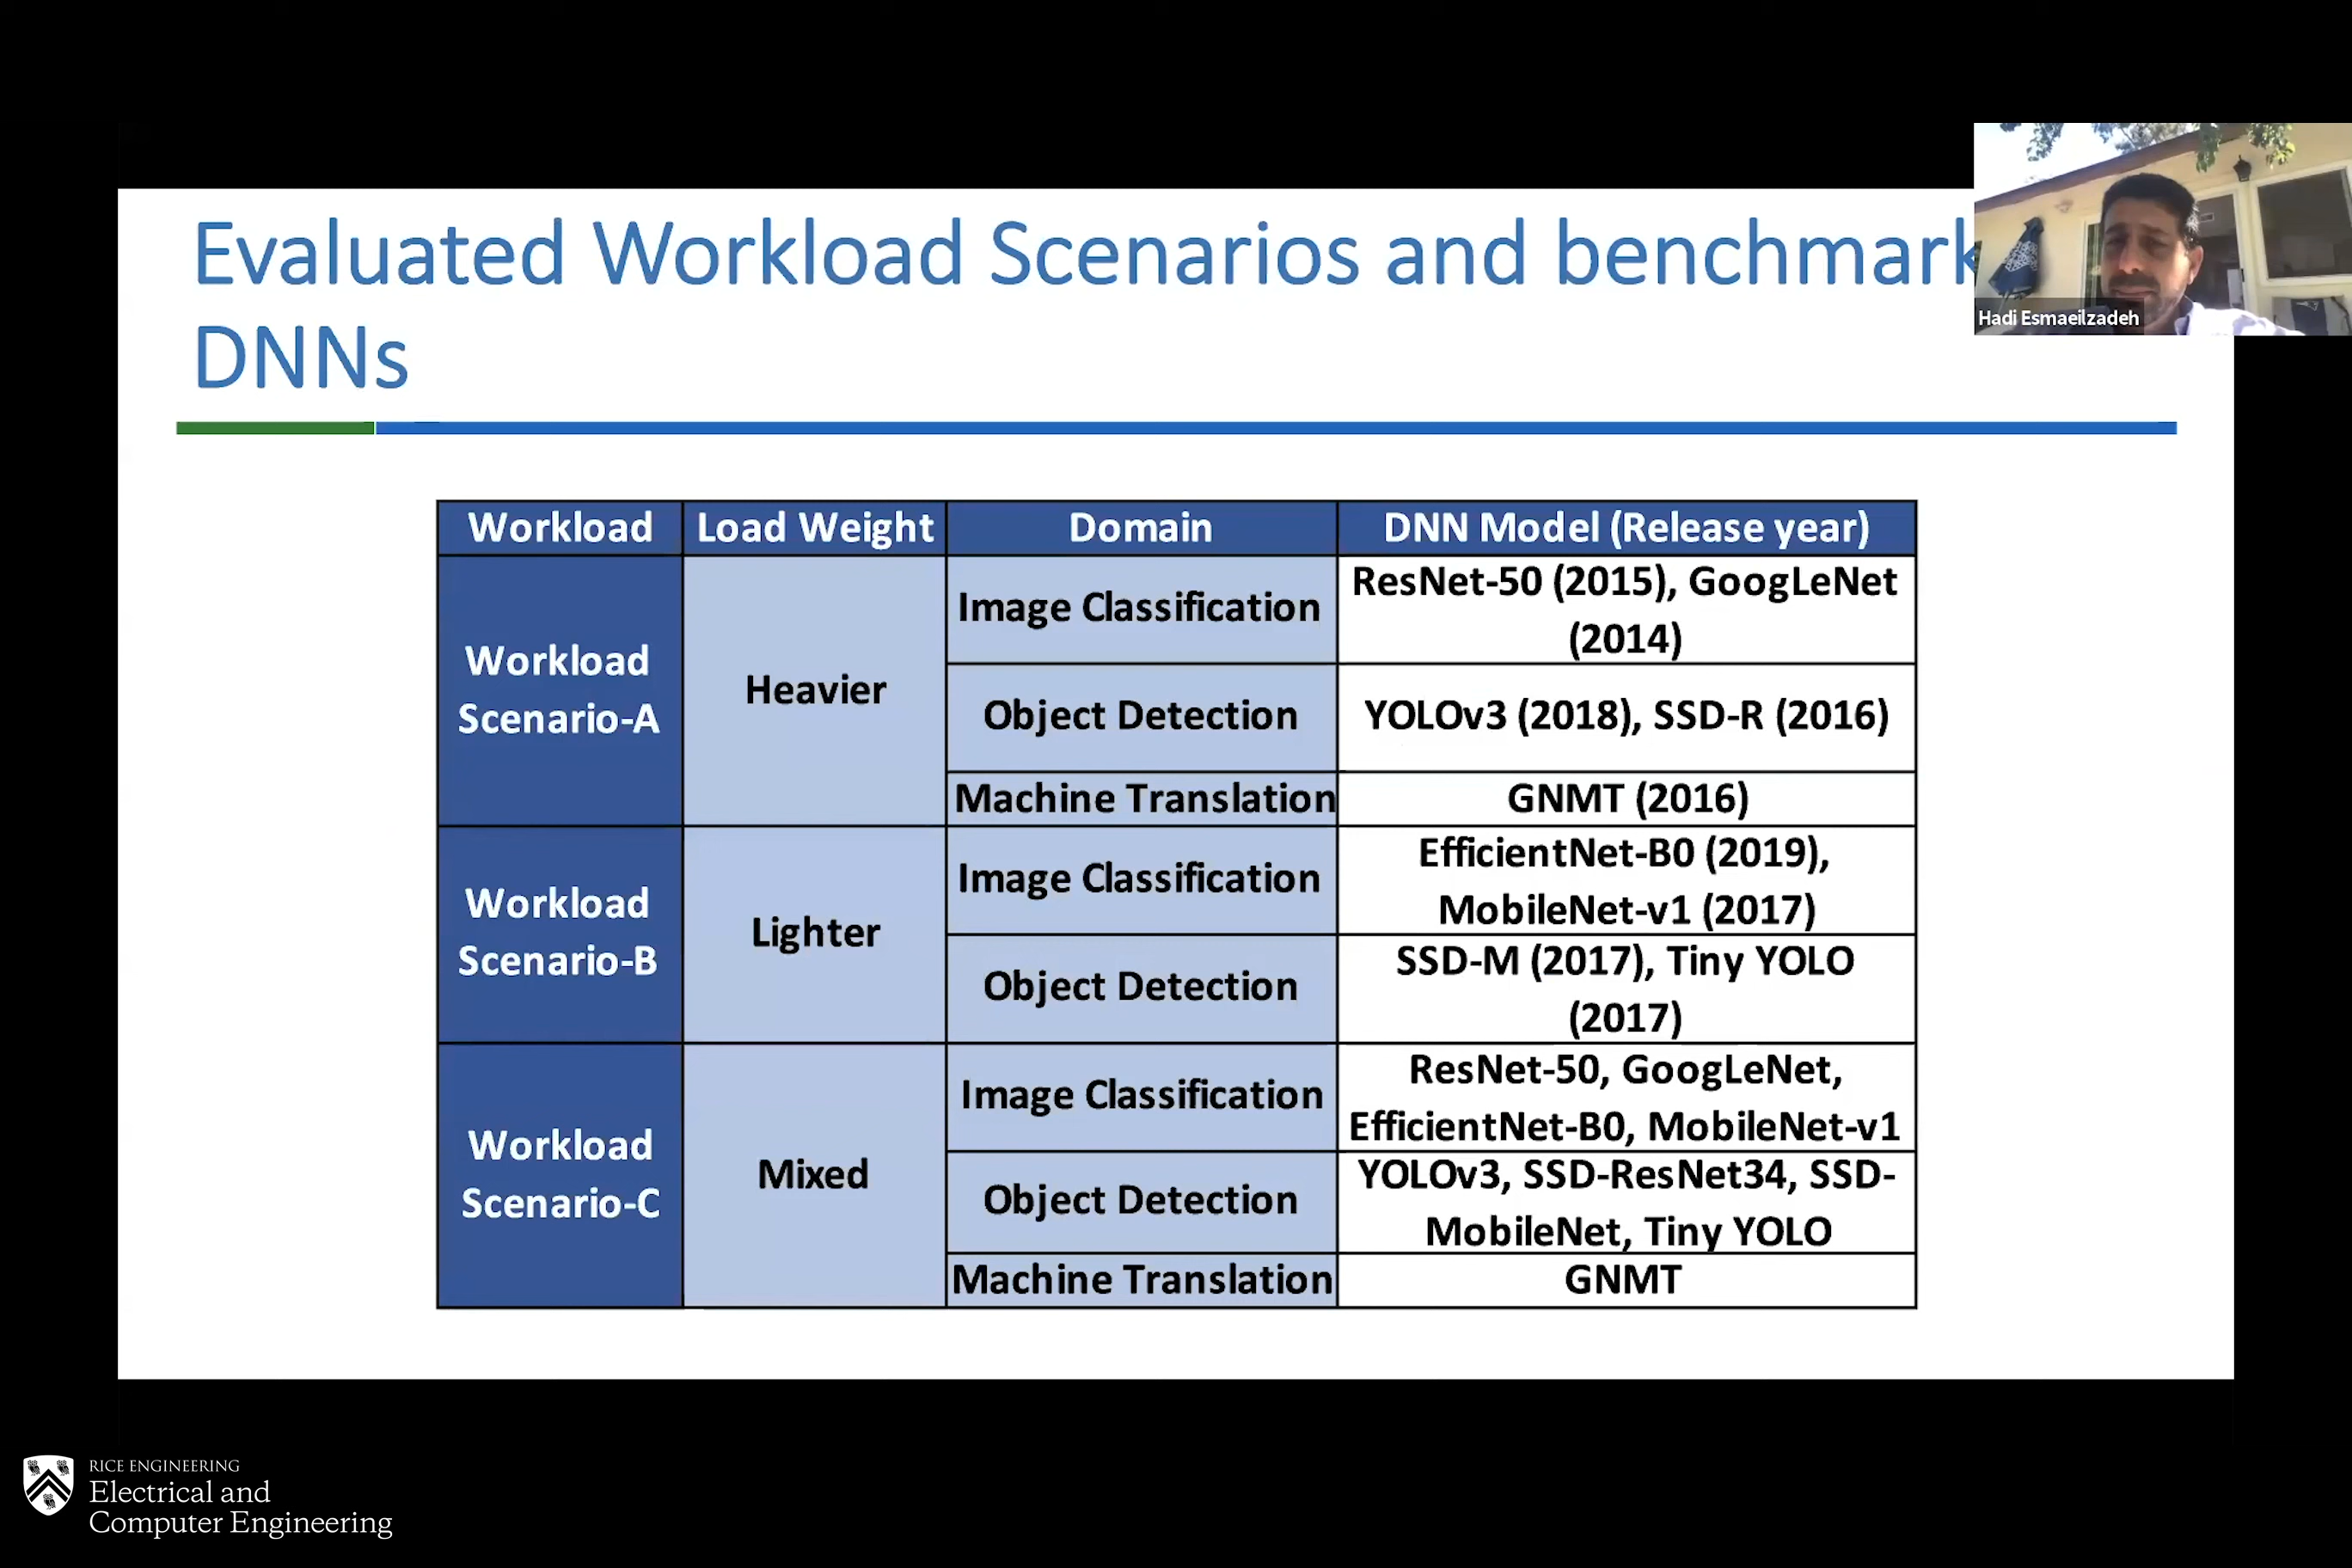 Evaluated Workload Scenarios and benchmark
DNNs
Hadi Esmaeilzadeh
Workload
Load Weight
Domain
DNN Model (Release year)
Workload
Scenario-A
Heavier
Image Classification
ResNet-50 (2015), GoogLeNet
(2014)
Object Detection
YOLOv3 (2018), SSD-R (2016)
Machine Translation
GNMT (2016)
Workload
Scenario-B
Lighter
Image Classification
EfficientNet-B0 (2019),
MobileNet-v1 (2017)
Object Detection
SSD-M (2017), Tiny YOLO
(2017)
Workload
Scenario-C
Mixed
Image Classification
ResNet-50, GoogLeNet,
EfficientNet-B0, MobileNet-v1
Object Detection
YOLOv3, SSD-ResNet34, SSD-
MobileNet, Tiny YOLO
Machine Translation
GNMT
RICE ENGINEERING
Electrical and
Computer Engineering